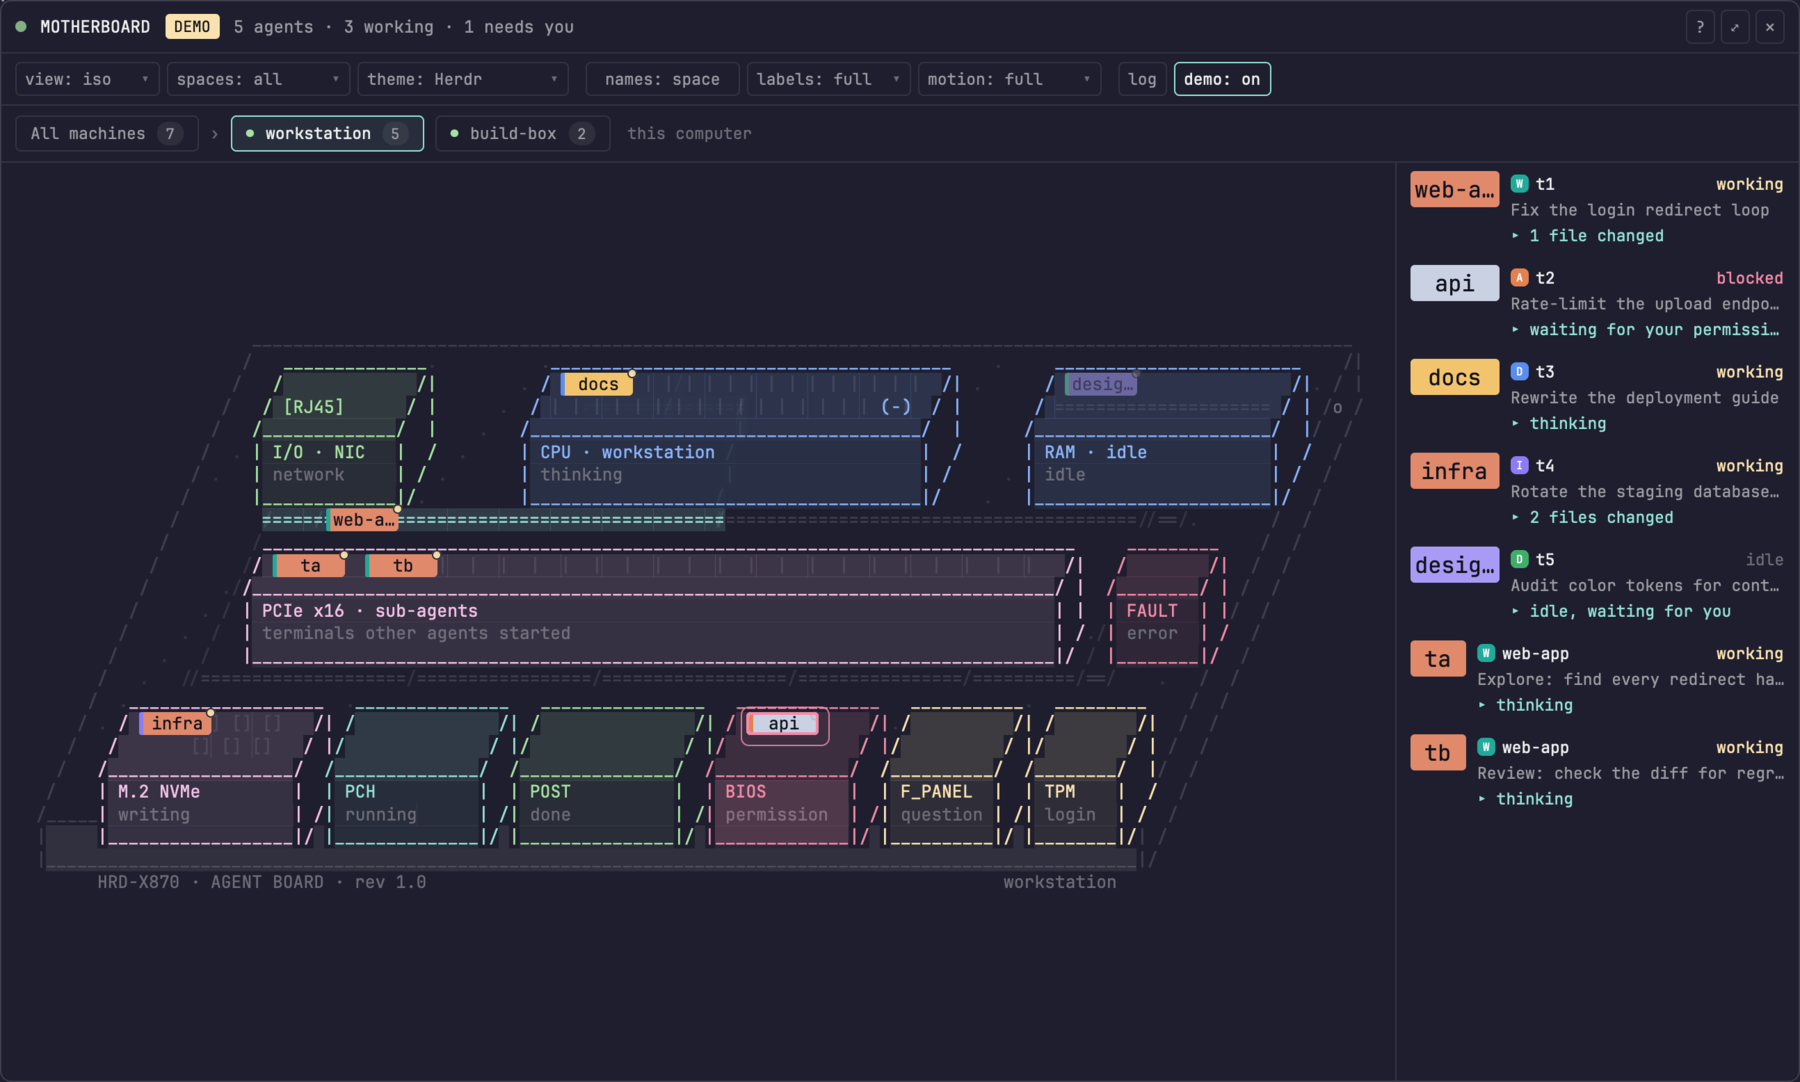 MOTHERBOARD DEMO 5 agents · 3 working · 1 needs you ? ⤢ ×
view: iso ▾ spaces: all ▾ theme: Herdr ▾ names: space labels: full ▾ motion: full ▾ log demo: on
All machines 7 › workstation 5 build-box 2 this computer
docs
desig…
[RJ45]
(-)
o
I/O · NIC
network
CPU · workstation
thinking
RAM · idle
idle
web-a…
ta
tb
PCIe x16 · sub-agents
terminals other agents started
FAULT
error
infra
api
M.2 NVMe
writing
PCH
running
POST
done
BIOS
permission
F_PANEL
question
TPM
login
HRD-X870 · AGENT BOARD · rev 1.0
workstation
web-a… W t1 working
Fix the login redirect loop
▸ 1 file changed
api A t2 blocked
Rate-limit the upload endpo…
▸ waiting for your permissi…
docs D t3 working
Rewrite the deployment guide
▸ thinking
infra I t4 working
Rotate the staging database…
▸ 2 files changed
desig… D t5 idle
Audit color tokens for cont…
▸ idle, waiting for you
ta W web-app working
Explore: find every redirect ha…
▸ thinking
tb W web-app working
Review: check the diff for regr…
▸ thinking